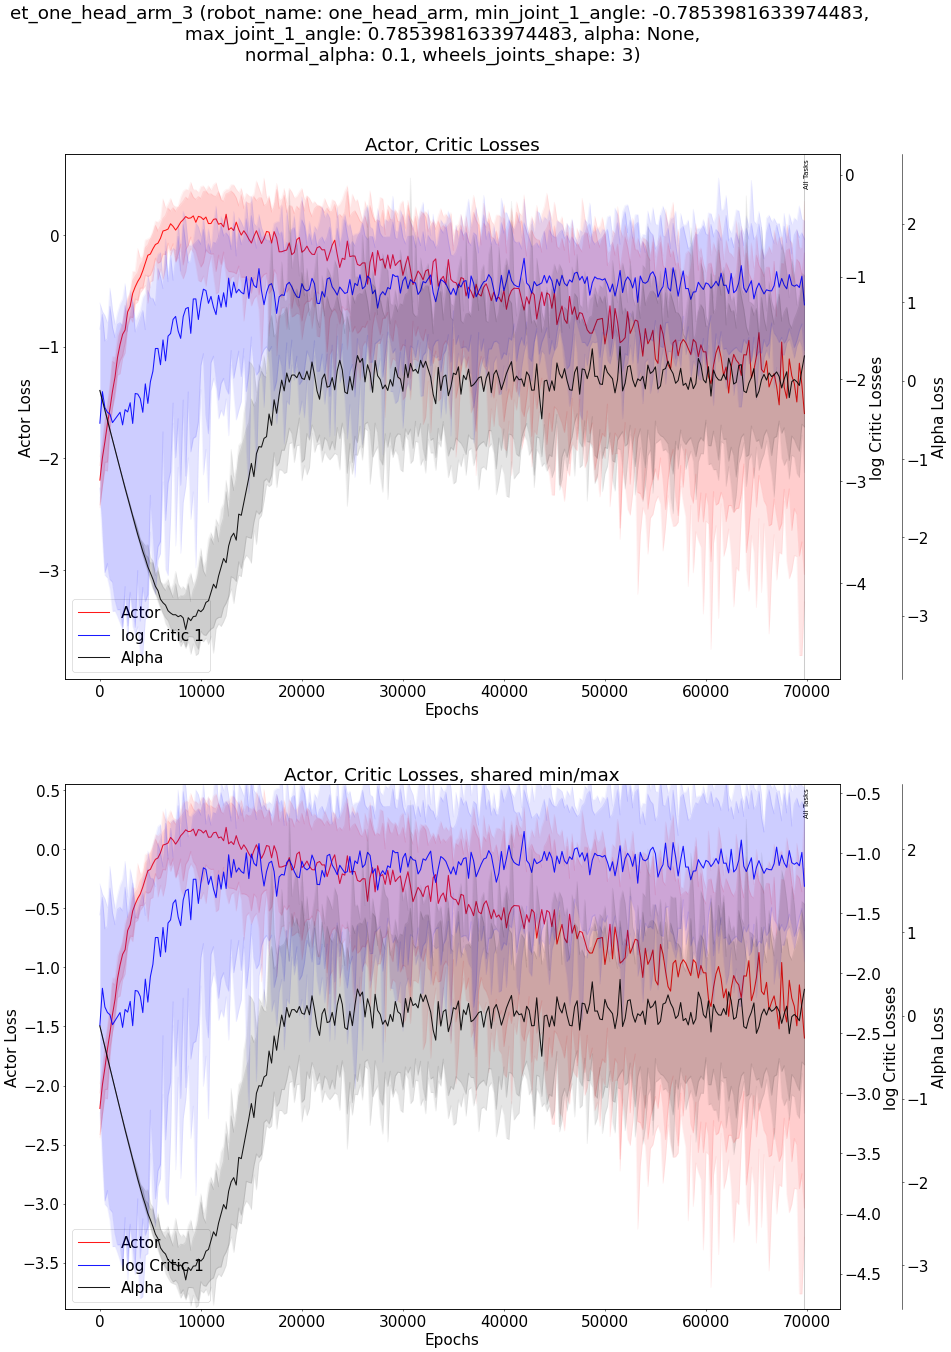 et_one_head_arm_3 (robot_name: one_head_arm, min_joint_1_angle: -0.7853981633974483,
max_joint_1_angle: 0.7853981633974483, alpha: None,
normal_alpha: 0.1, wheels_joints_shape: 3)
Actor, Critic Losses
All Tasks
0
−1
−2
−3
Actor Loss
0
−1
−2
−3
−4
log Critic Losses
2
1
0
−1
−2
−3
Alpha Loss
Actor
log Critic 1
Alpha
0 10000 20000 30000 40000 50000 60000 70000
Epochs
Actor, Critic Losses, shared min/max
All Tasks
0.5
0.0
−0.5
−1.0
−1.5
−2.0
−2.5
−3.0
−3.5
Actor Loss
−0.5
−1.0
−1.5
−2.0
−2.5
−3.0
−3.5
−4.0
−4.5
log Critic Losses
2
1
0
−1
−2
−3
Alpha Loss
Actor
log Critic 1
Alpha
0 10000 20000 30000 40000 50000 60000 70000
Epochs